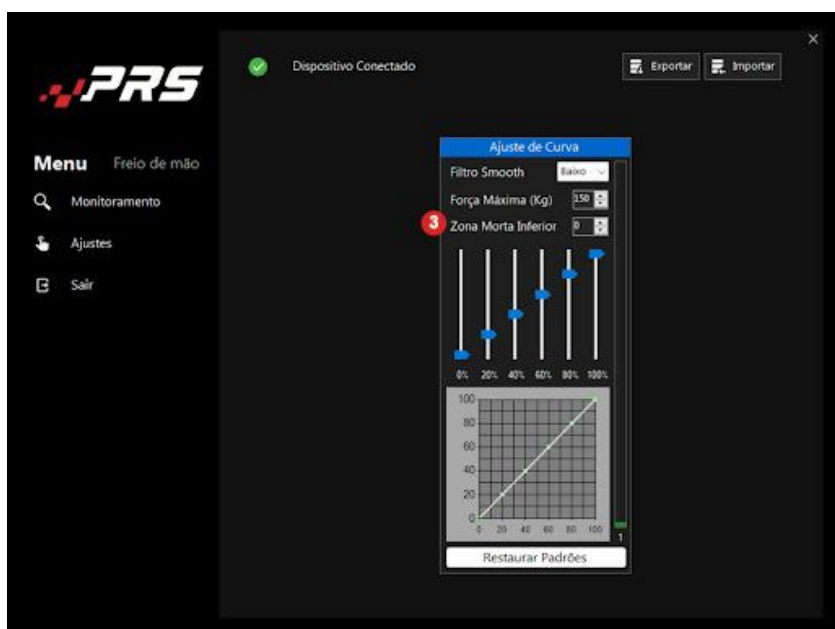 PRS
Dispositivo Conectado
Exportar
Importar
Menu Freio de mão
Monitoramento
Ajustes
Sair
Ajuste de Curva
Filtro Smooth Baixo
Força Máxima (Kg) 150
3 Zona Morta Inferior 0
0% 20% 40% 60% 80% 100%
100
80
60
40
20
0
0 20 40 60 80 100
1
Restaurar Padrões